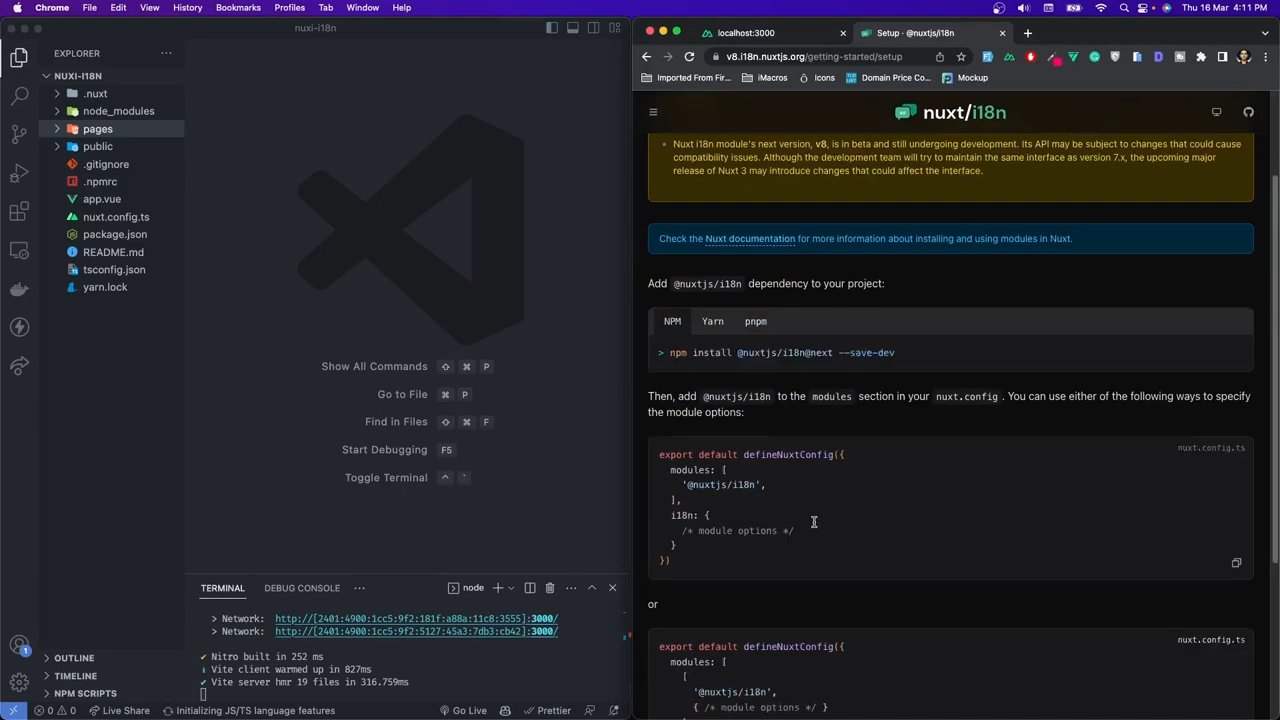 Chrome File Edit View History Bookmarks Profiles Tab Window Help
Thu 16 Mar 4:11 PM
nuxi-i18n
EXPLORER
NUXI-I18N
.nuxt
node_modules
pages
public
.gitignore
.npmrc
app.vue
nuxt.config.ts
package.json
README.md
tsconfig.json
yarn.lock
OUTLINE
TIMELINE
NPM SCRIPTS
Show All Commands ⇧ ⌘ P
Go to File ⌘ P
Find in Files ⇧ ⌘ F
Start Debugging F5
Toggle Terminal ⌃ `
TERMINAL DEBUG CONSOLE ··· node
> Network: http://[2401:4900:1cc5:9f2:181f:a88a:11c8:3555]:3000/
> Network: http://[2401:4900:1cc5:9f2:5127:45a3:7db3:cb42]:3000/
✔ Nitro built in 252 ms
ℹ Vite client warmed up in 827ms
✔ Vite server hmr 19 files in 316.759ms
1
0 0 Live Share Initializing JS/TS language features Go Live Prettier
localhost:3000
Setup · @nuxtjs/i18n
v8.i18n.nuxtjs.org/getting-started/setup
Imported From Fir... iMacros Icons Domain Price Co... Mockup
nuxt/i18n
Nuxt i18n module's next version, v8, is in beta and still undergoing development. Its API may be subject to changes that could cause
compatibility issues. Although the development team will try to maintain the same interface as version 7.x, the upcoming major
release of Nuxt 3 may introduce changes that could affect the interface.
Check the Nuxt documentation for more information about installing and using modules in Nuxt.
Add @nuxtjs/i18n dependency to your project:
NPM Yarn pnpm
> npm install @nuxtjs/i18n@next --save-dev
Then, add @nuxtjs/i18n to the modules section in your nuxt.config. You can use either of the following ways to specify
the module options:
nuxt.config.ts
export default defineNuxtConfig({
modules: [
'@nuxtjs/i18n',
],
i18n: {
/* module options */
}
})
or
nuxt.config.ts
export default defineNuxtConfig({
modules: [
[
'@nuxtjs/i18n',
{ /* module options */ }